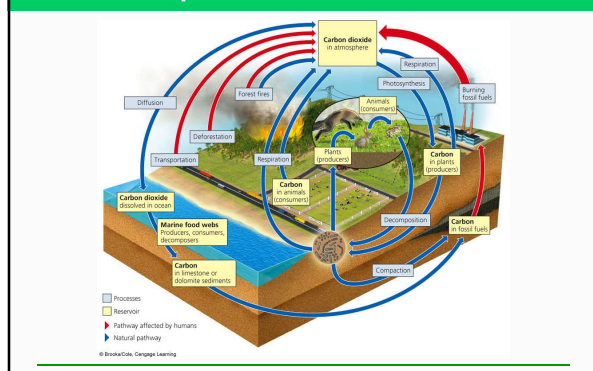 Carbon dioxide
in atmosphere
Respiration
Photosynthesis
Burning
fossil fuels
Forest fires
Diffusion
Animals
(consumers)
Deforestation
Plants
(producers)
Transportation
Respiration
Carbon
in plants
(producers)
Carbon
in animals
(consumers)
Carbon dioxide
dissolved in ocean
Decomposition
Carbon
in fossil fuels
Marine food webs
Producers, consumers,
decomposers
Carbon
in limestone or
dolomite sediments
Compaction
Processes
Reservoir
Pathway affected by humans
Natural pathway
© Brooks/Cole, Cengage Learning